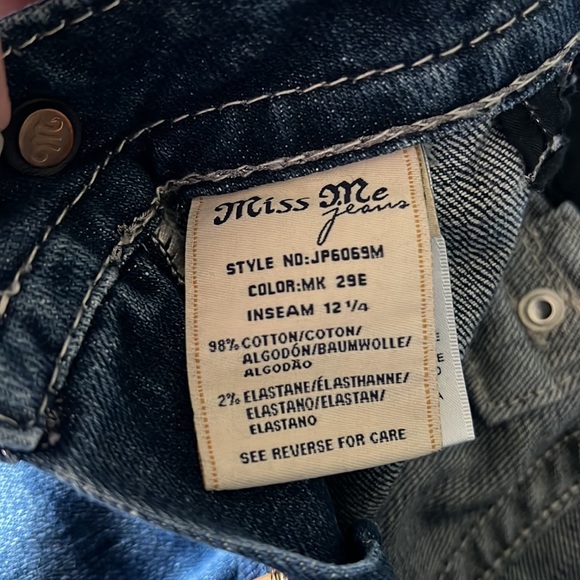 Miss Me
jeans
STYLE NO:JP6069M
COLOR:MK 29E
INSEAM 12 1/4
98% COTTON/COTON/
ALGODÓN/BAUMWOLLE/
ALGODÃO
2% ELASTANE/ÉLASTHANNE/
ELASTANO/ELASTAN/
ELASTANO
SEE REVERSE FOR CARE